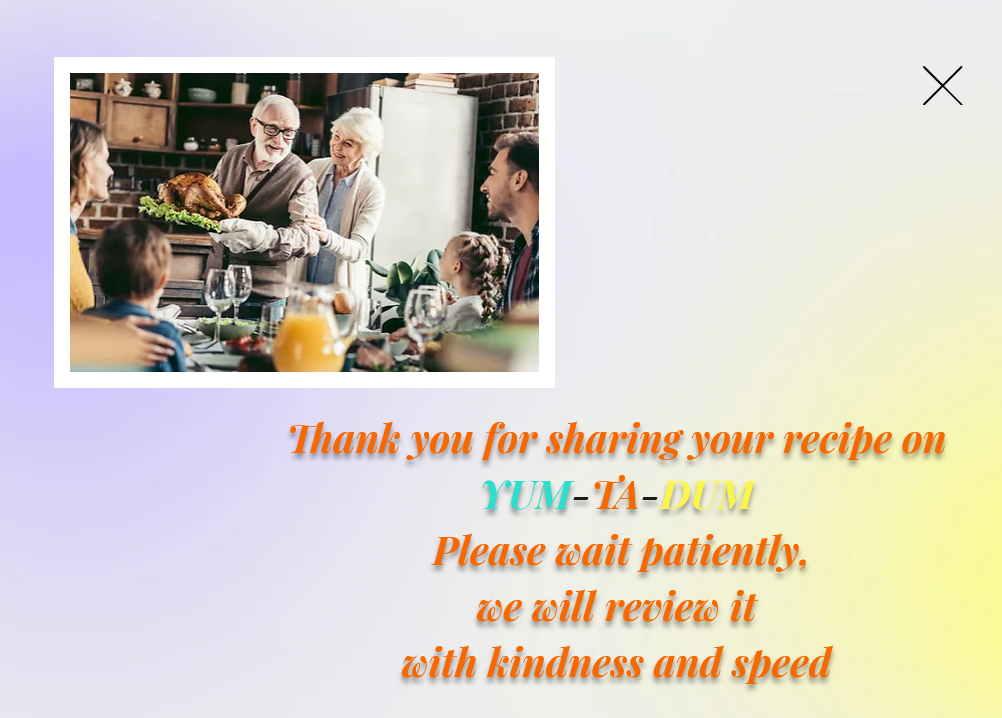 Thank you for sharing your recipe on
YUM-TA-DUM
Please wait patiently,
we will review it
with kindness and speed